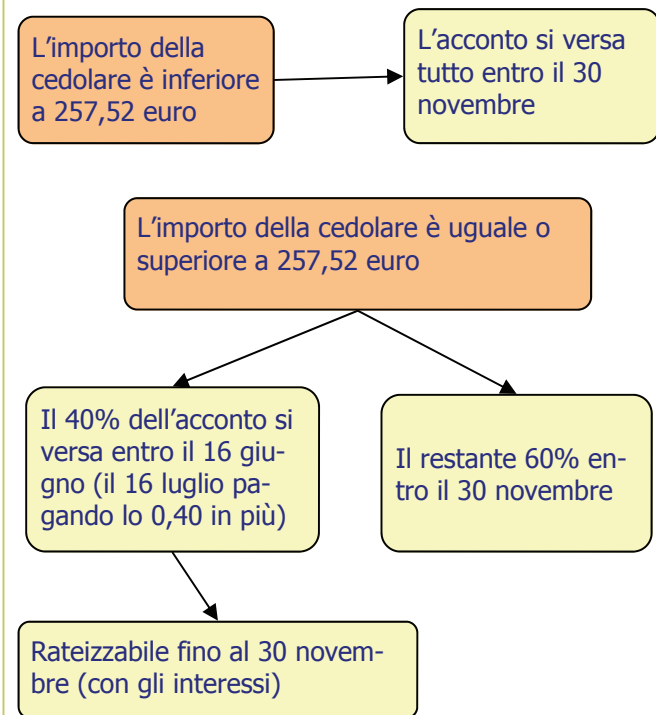 L'importo della
cedolare è inferiore
a 257,52 euro
L'acconto si versa
tutto entro il 30
novembre
L'importo della cedolare è uguale o
superiore a 257,52 euro
Il 40% dell'acconto si
versa entro il 16 giu-
gno (il 16 luglio pa-
gando lo 0,40 in più)
Il restante 60% en-
tro il 30 novembre
Rateizzabile fino al 30 novem-
bre (con gli interessi)